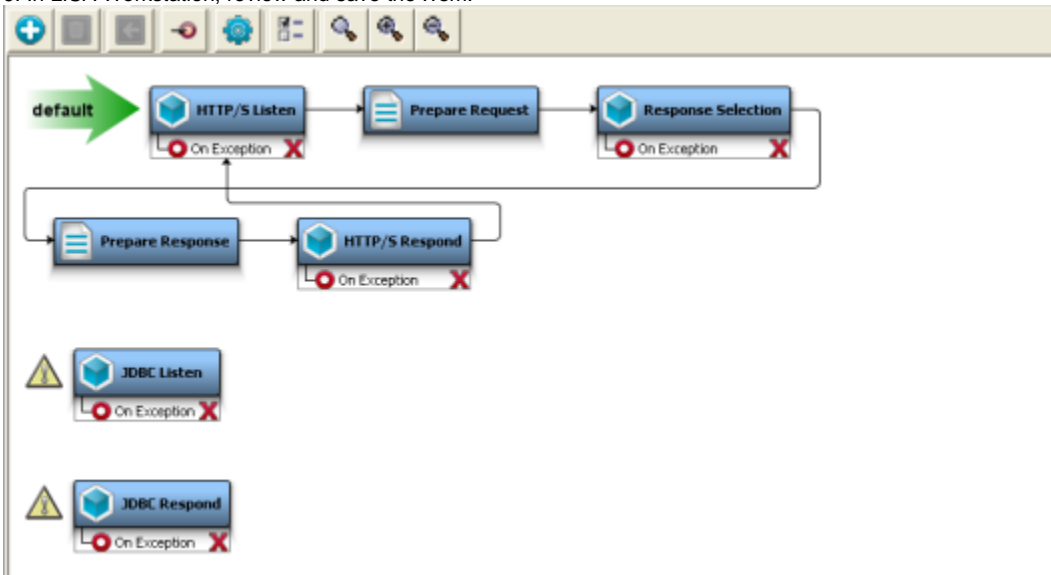 default
HTTP/S Listen
Prepare Request
Response Selection
On Exception
On Exception
Prepare Response
HTTP/S Respond
On Exception
JDBC Listen
On Exception
JDBC Respond
On Exception